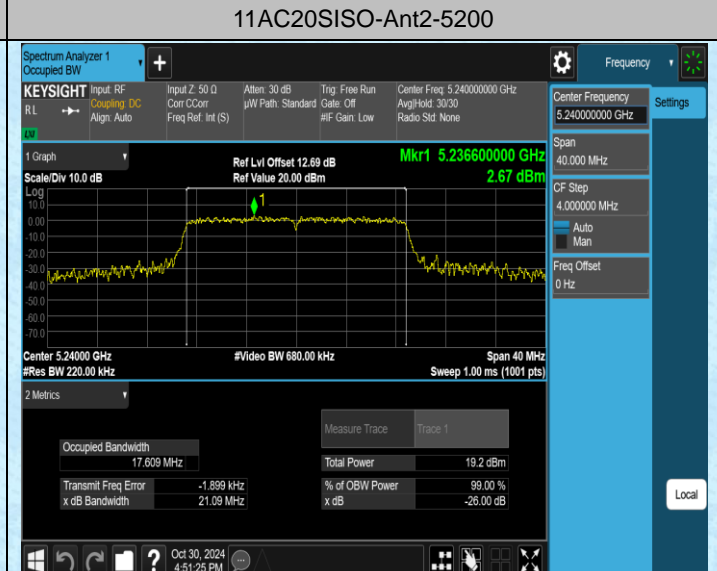 11AC20SISO-Ant2-5200
Spectrum Analyzer 1
Occupied BW
Frequency
KEYSIGHT Input: RF Input Z: 50 Ω Atten: 30 dB Trig: Free Run Center Freq: 5.240000000 GHz
R L Coupling: DC Corr CCorr µW Path: Standard Gate: Off Avg|Hold: 30/30
Align: Auto Freq Ref: Int (S) #IF Gain: Low Radio Std: None
Center Frequency
5.240000000 GHz
Settings
Span
40.000 MHz
CF Step
4.000000 MHz
Auto
Man
Freq Offset
0 Hz
1 Graph
Ref Lvl Offset 12.69 dB
Mkr1 5.236600000 GHz
Scale/Div 10.0 dB
Ref Value 20.00 dBm
2.67 dBm
Log
10.0
0.00
-10.0
-20.0
-30.0
-40.0
-50.0
-60.0
-70.0
1
Center 5.24000 GHz #Video BW 680.00 kHz Span 40 MHz
#Res BW 220.00 kHz Sweep 1.00 ms (1001 pts)
2 Metrics
Measure Trace Trace 1
Occupied Bandwidth
17.609 MHz
Total Power 19.2 dBm
Transmit Freq Error -1.899 kHz % of OBW Power 99.00 %
x dB Bandwidth 21.09 MHz x dB -26.00 dB
Local
? Oct 30, 2024
4:51:25 PM